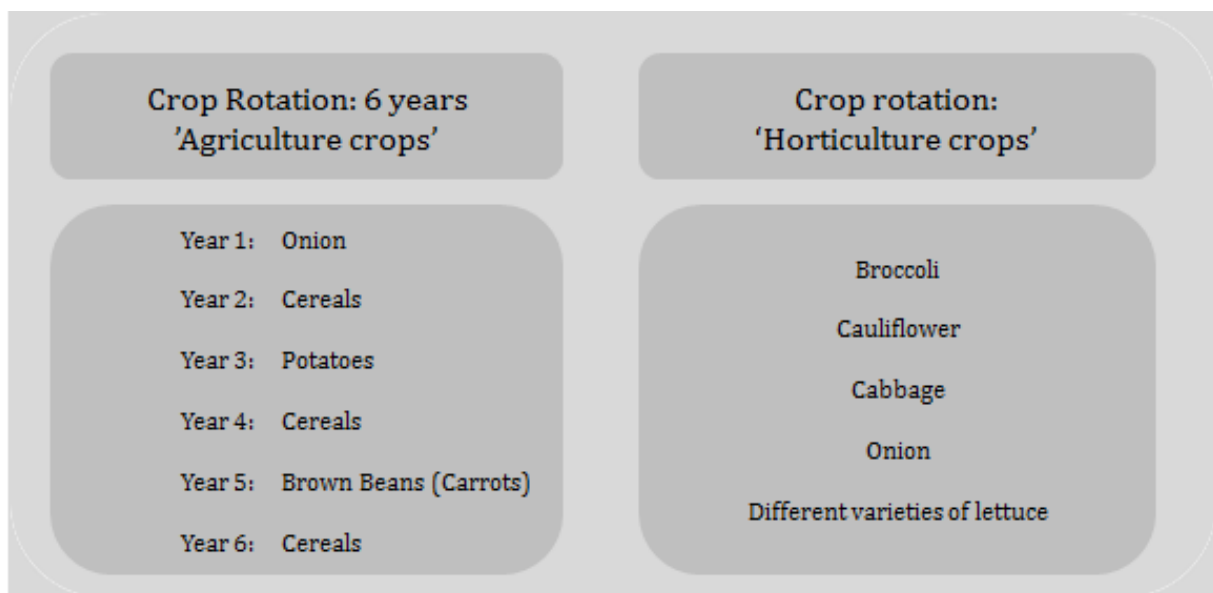 Crop Rotation: 6 years
’Agriculture crops’
Year 1: Onion
Year 2: Cereals
Year 3: Potatoes
Year 4: Cereals
Year 5: Brown Beans (Carrots)
Year 6: Cereals
Crop rotation:
‘Horticulture crops’
Broccoli
Cauliflower
Cabbage
Onion
Different varieties of lettuce